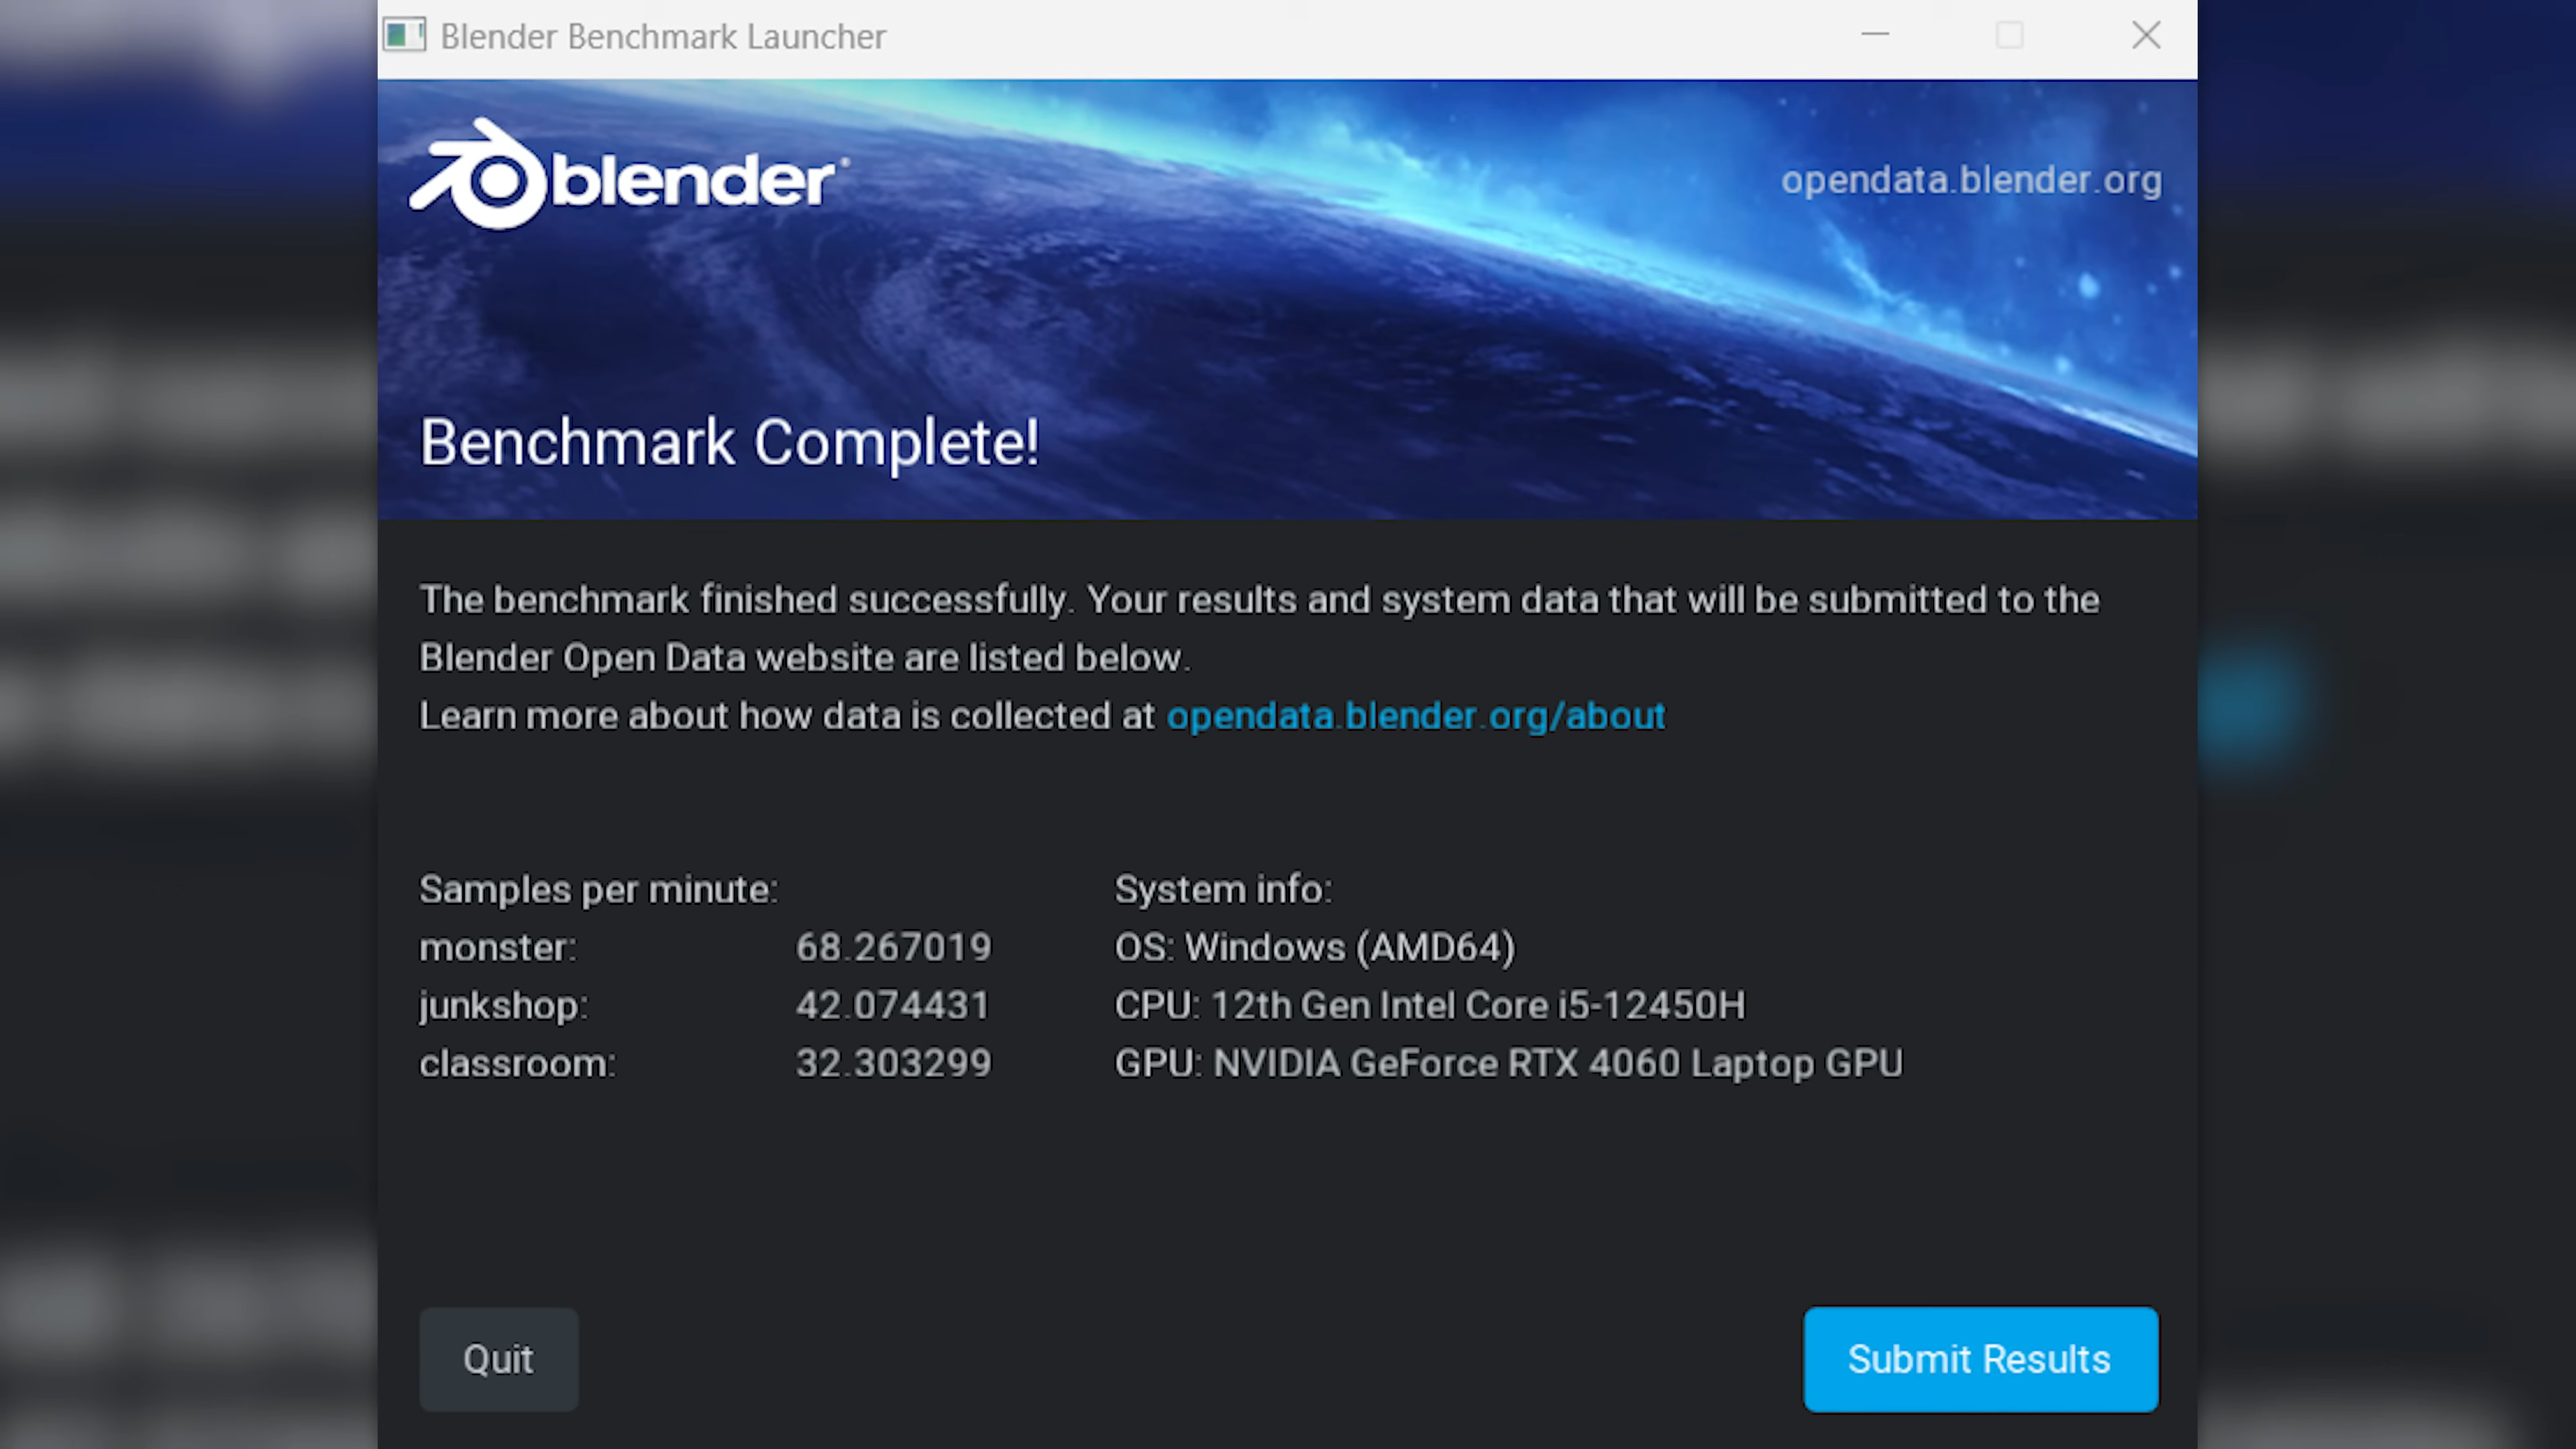 Blender Benchmark Launcher
blender
opendata.blender.org
Benchmark Complete!
The benchmark finished successfully. Your results and system data that will be submitted to the
Blender Open Data website are listed below.
Learn more about how data is collected at opendata.blender.org/about
Samples per minute:
monster: 68.267019
junkshop: 42.074431
classroom: 32.303299
System info:
OS: Windows (AMD64)
CPU: 12th Gen Intel Core i5-12450H
GPU: NVIDIA GeForce RTX 4060 Laptop GPU
Quit
Submit Results